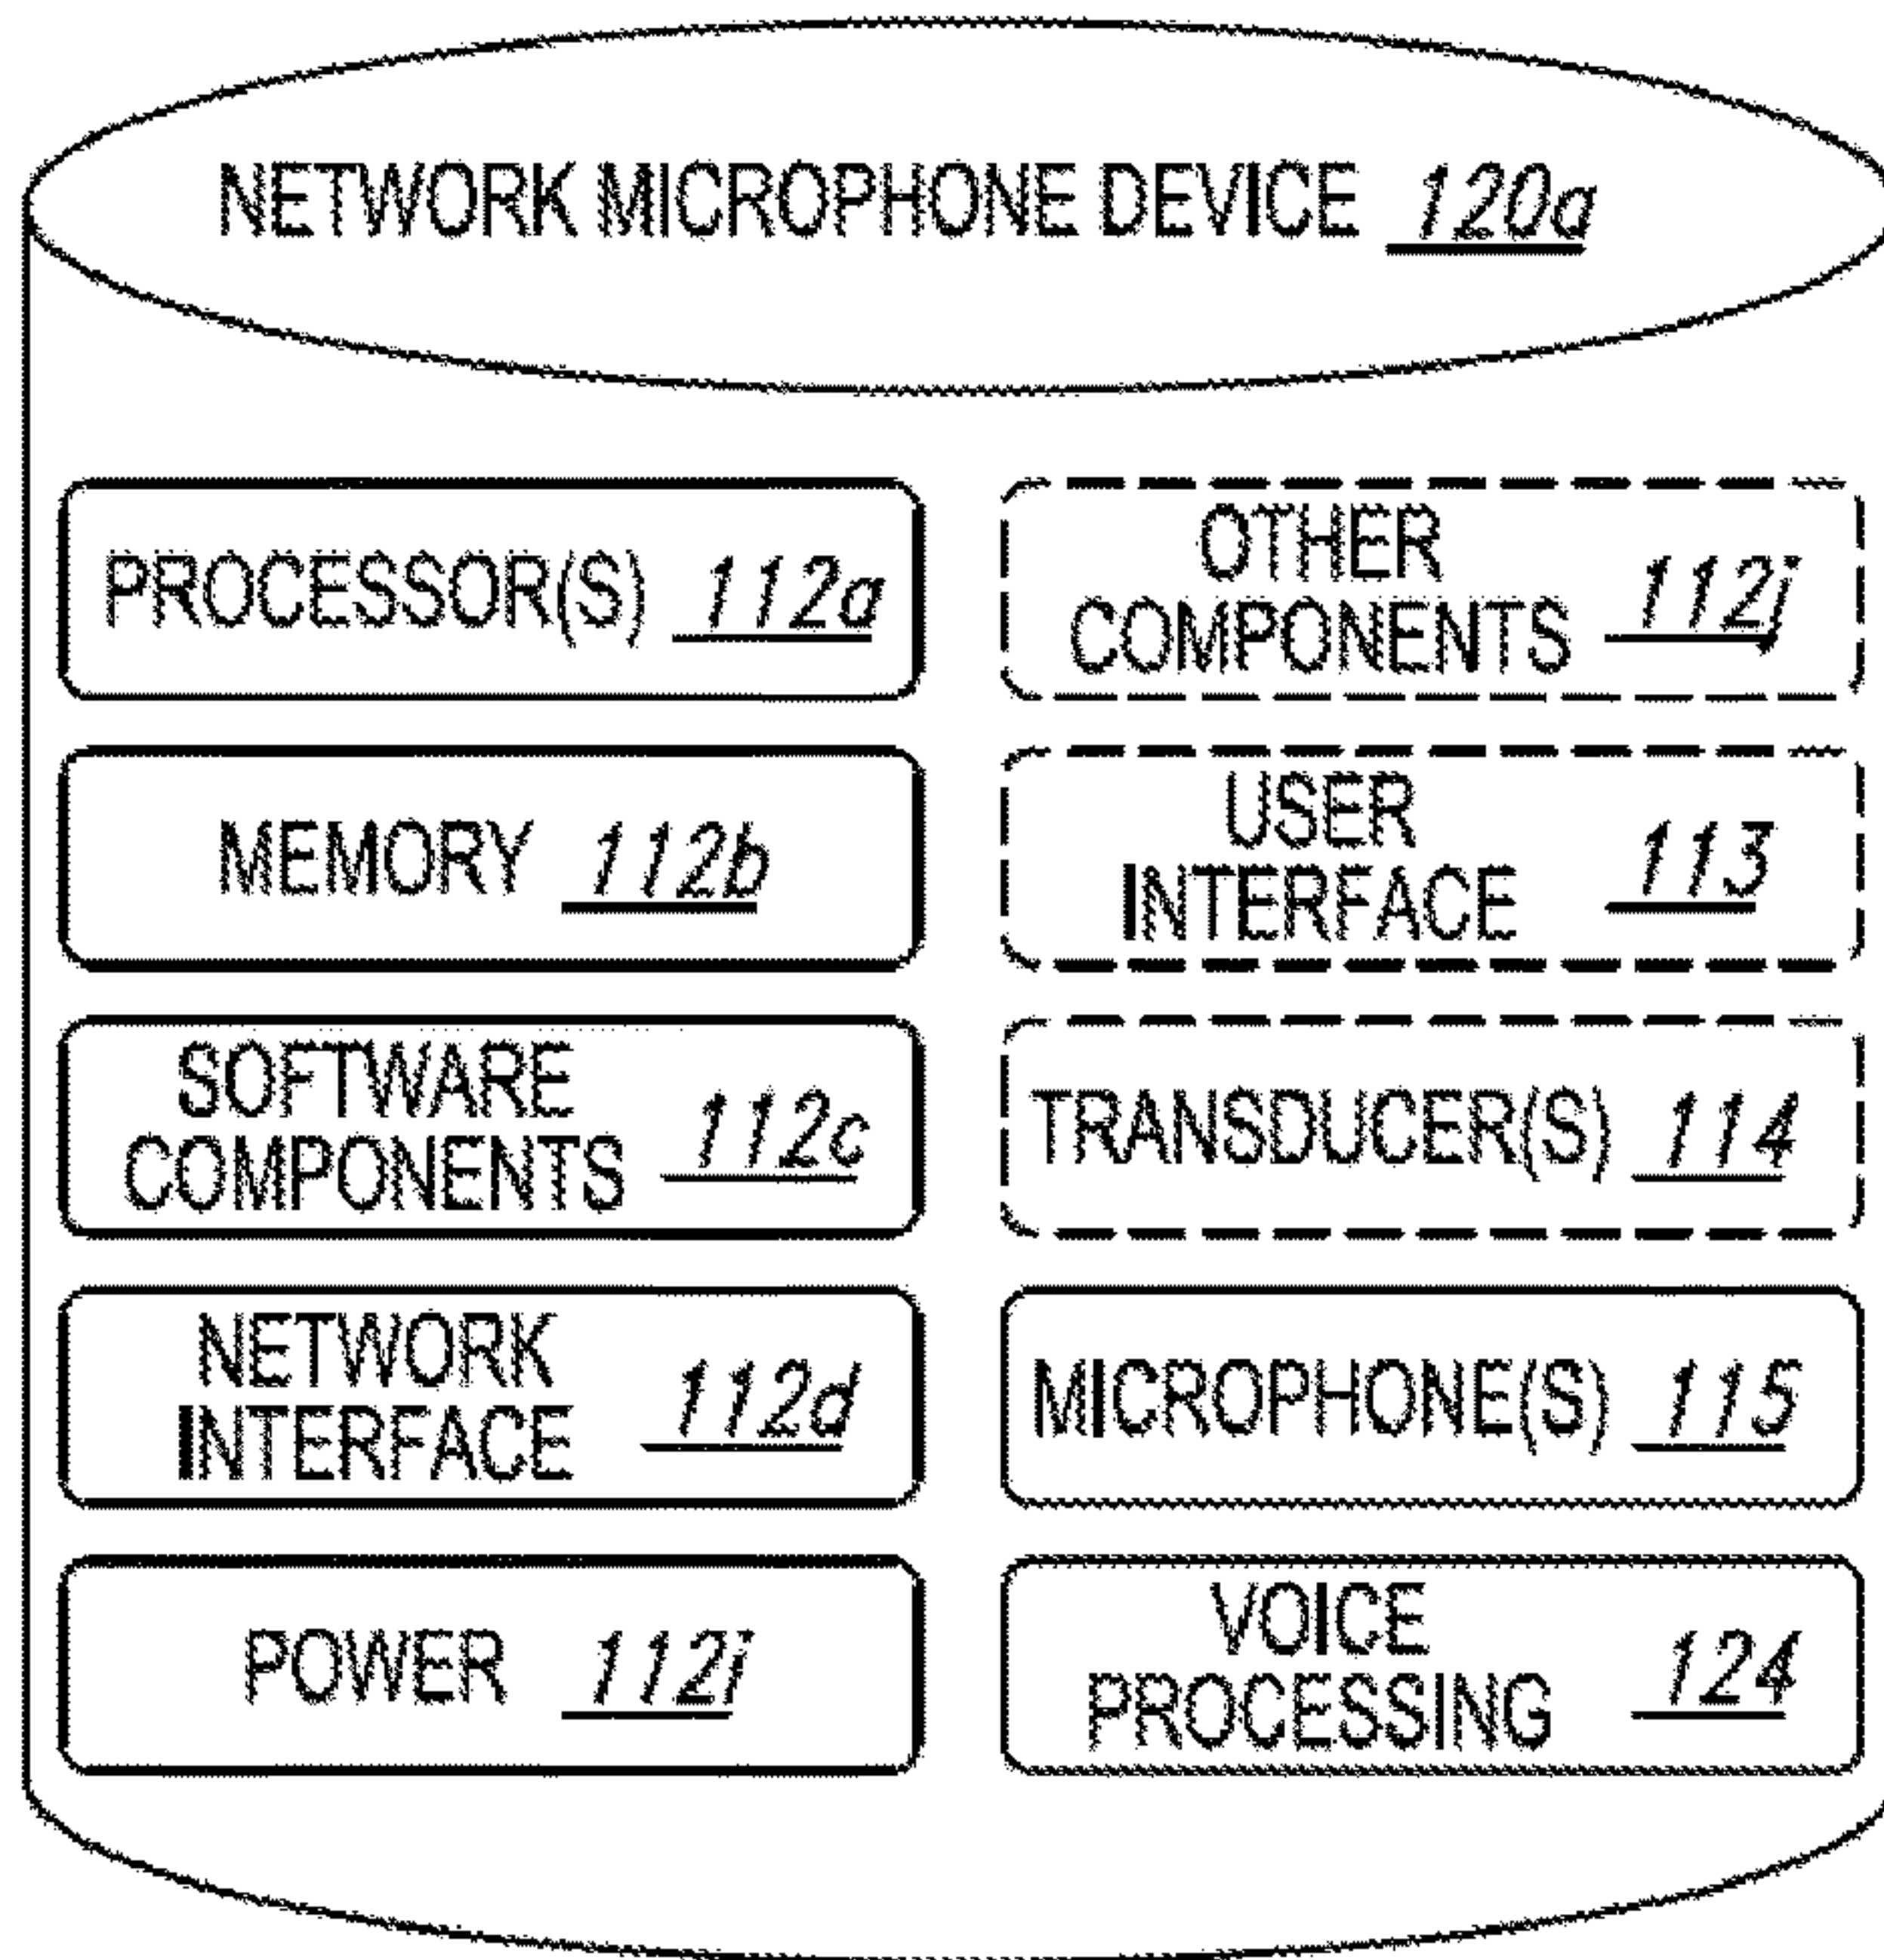 NETWORK MICROPHONE DEVICE 120a
PROCESSOR(S) 112a
MEMORY 112b
SOFTWARE
COMPONENTS 112c
NETWORK
INTERFACE 112d
POWER 112i
OTHER
COMPONENTS 112j
USER
INTERFACE 113
TRANSDUCER(S) 114
MICROPHONE(S) 115
VOICE
PROCESSING 124